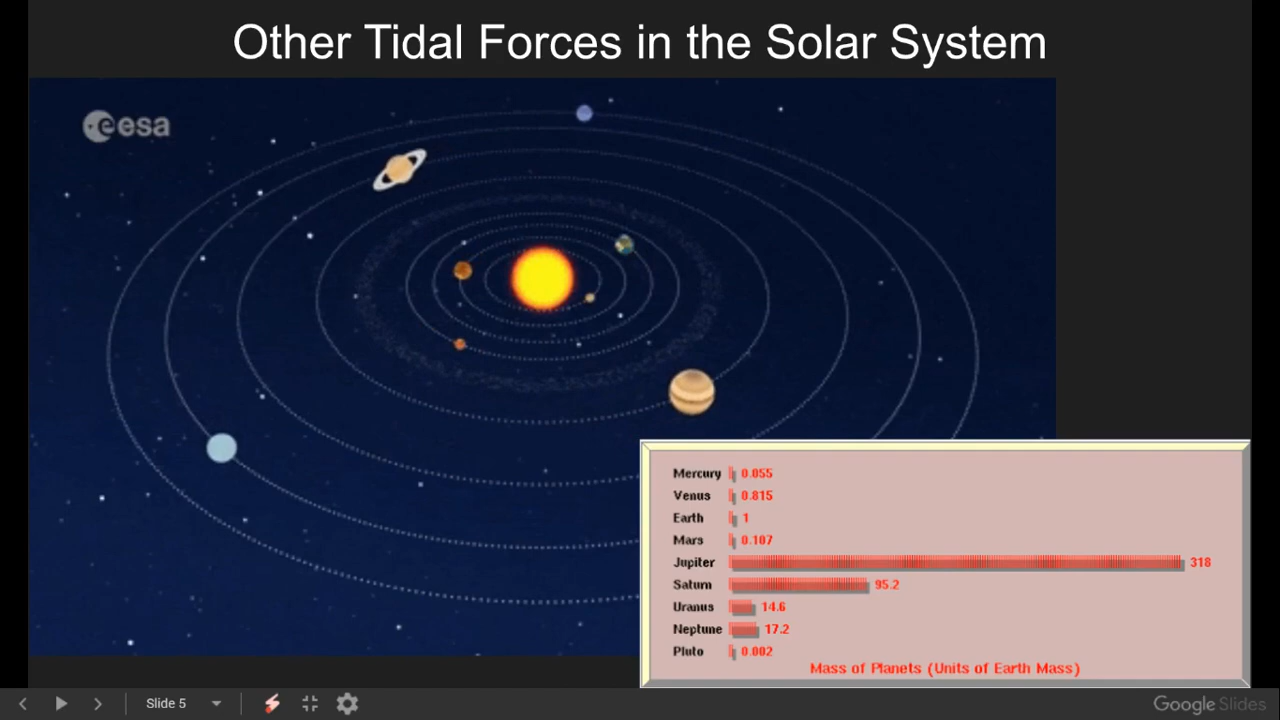 Other Tidal Forces in the Solar System
esa
Mercury 0.055
Venus 0.815
Earth 1
Mars 0.107
Jupiter 318
Saturn 95.2
Uranus 14.6
Neptune 17.2
Pluto 0.002
Mass of Planets (Units of Earth Mass)
Slide 5
Google Slides